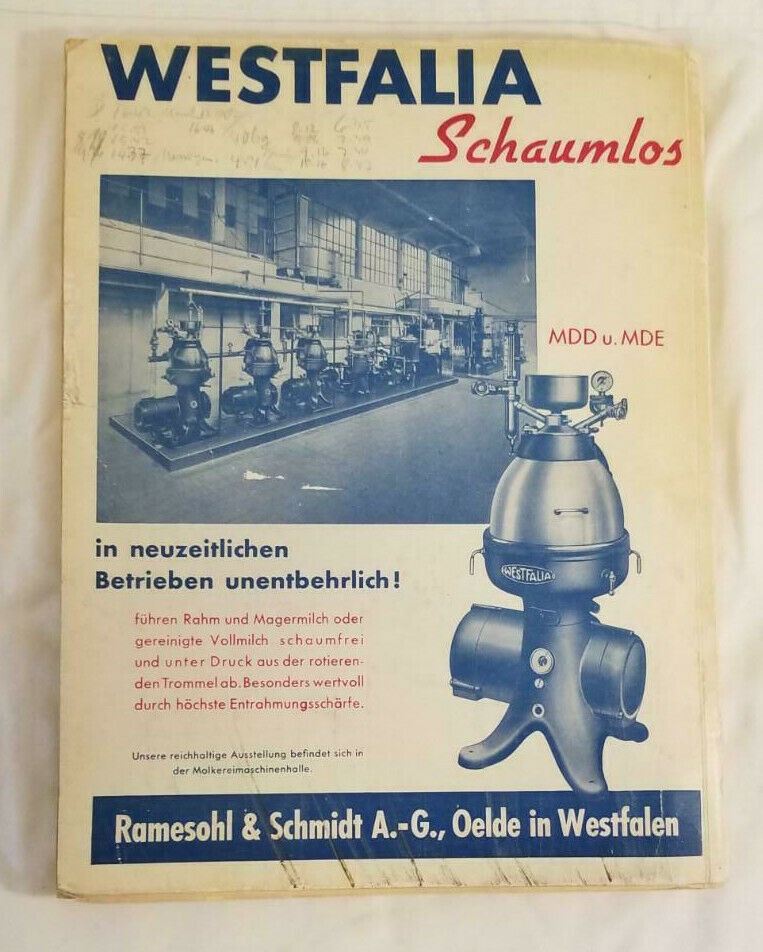 WESTFALIA
Schaumlos
MDD u. MDE
WESTFALIA
in neuzeitlichen
Betrieben unentbehrlich!
führen Rahm und Magermilch oder
gereinigte Vollmilch schaumfrei
und unter Druck aus der rotieren-
den Trommel ab. Besonders wertvoll
durch höchste Entrahmungsschärfe.
Unsere reichhaltige Ausstellung befindet sich in
der Molkereimaschinenhalle.
Ramesohl & Schmidt A.-G., Oelde in Westfalen